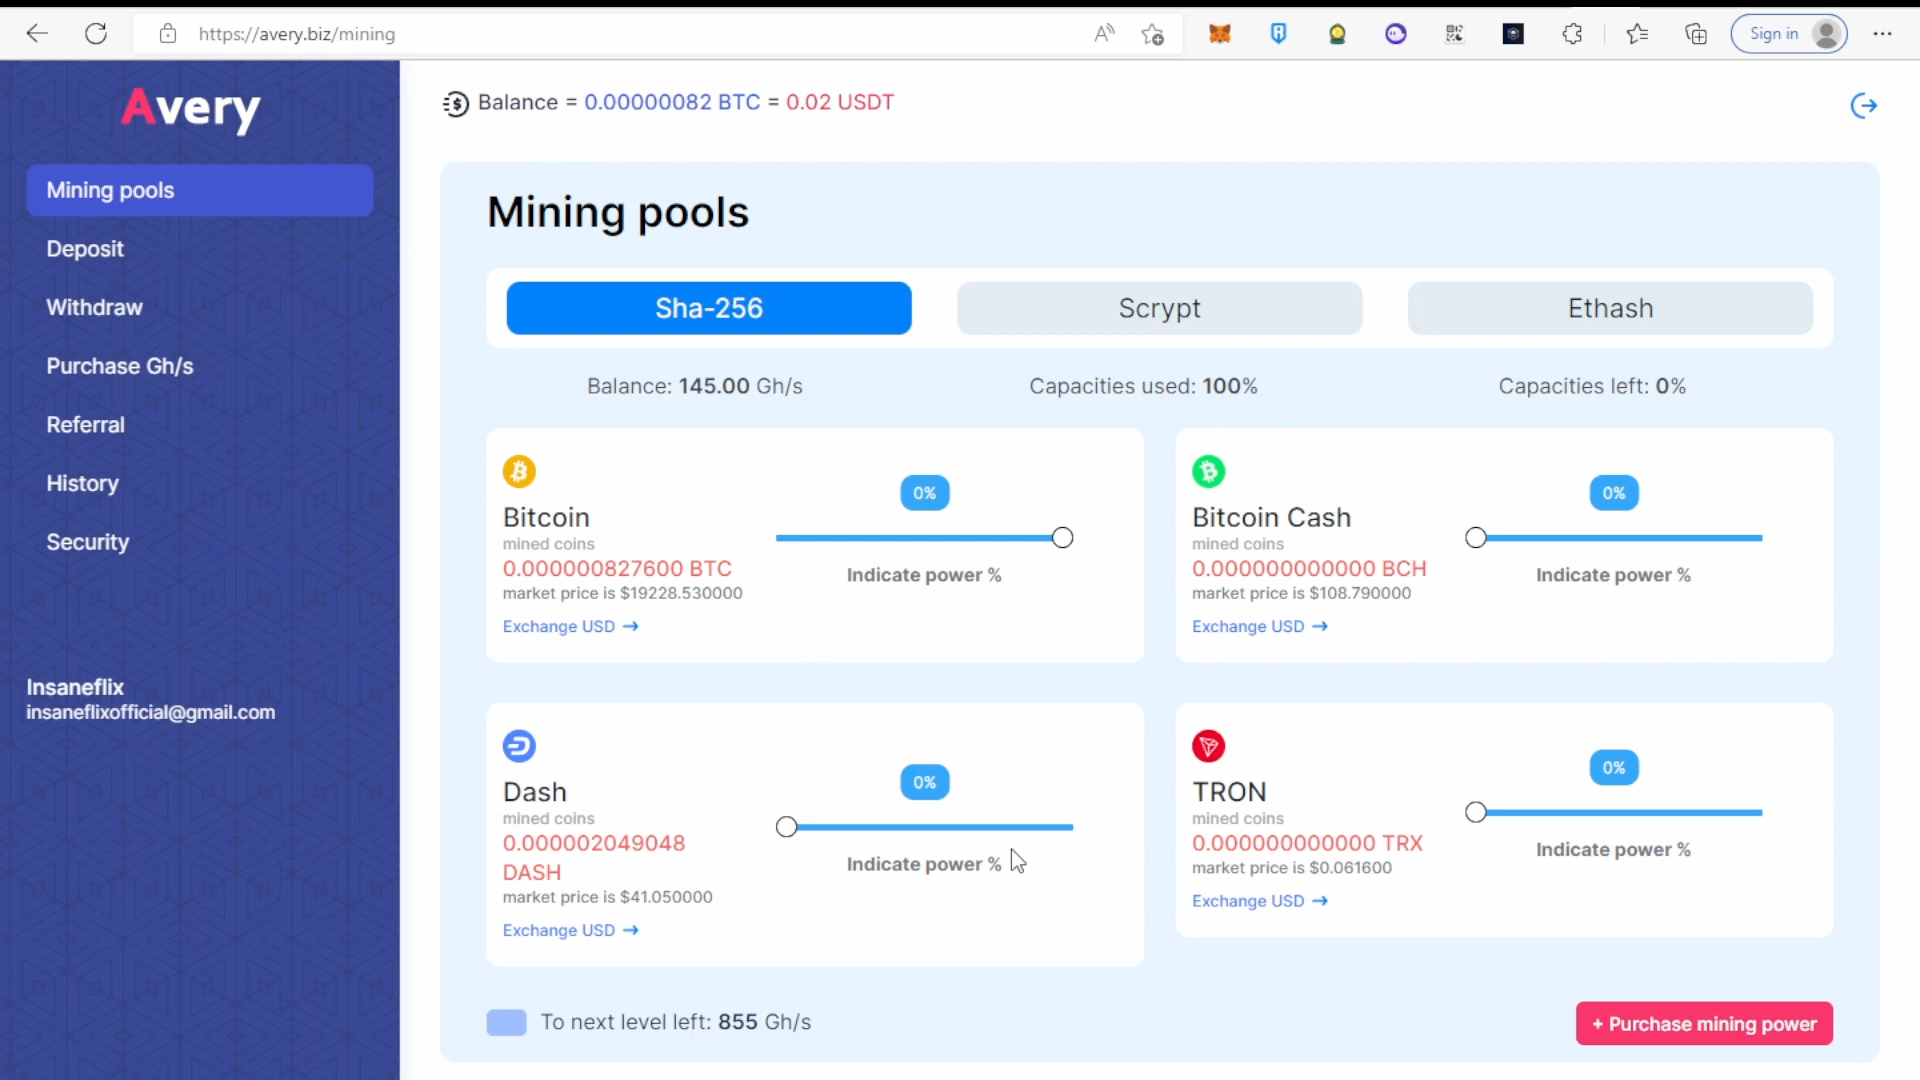 https://avery.biz/mining
Sign in
Avery
Mining pools
Deposit
Withdraw
Purchase Gh/s
Referral
History
Security
Insaneflix
insaneflixofficial@gmail.com
Balance = 0.00000082 BTC = 0.02 USDT
Mining pools
Sha-256 Scrypt Ethash
Balance: 145.00 Gh/s Capacities used: 100% Capacities left: 0%
Bitcoin
mined coins
0.000000827600 BTC
market price is $19228.530000
Exchange USD →
0%
Indicate power %
Bitcoin Cash
mined coins
0.000000000000 BCH
market price is $108.790000
Exchange USD →
0%
Indicate power %
Dash
mined coins
0.000002049048
DASH
market price is $41.050000
Exchange USD →
0%
Indicate power %
TRON
mined coins
0.000000000000 TRX
market price is $0.061600
Exchange USD →
0%
Indicate power %
To next level left: 855 Gh/s
+ Purchase mining power